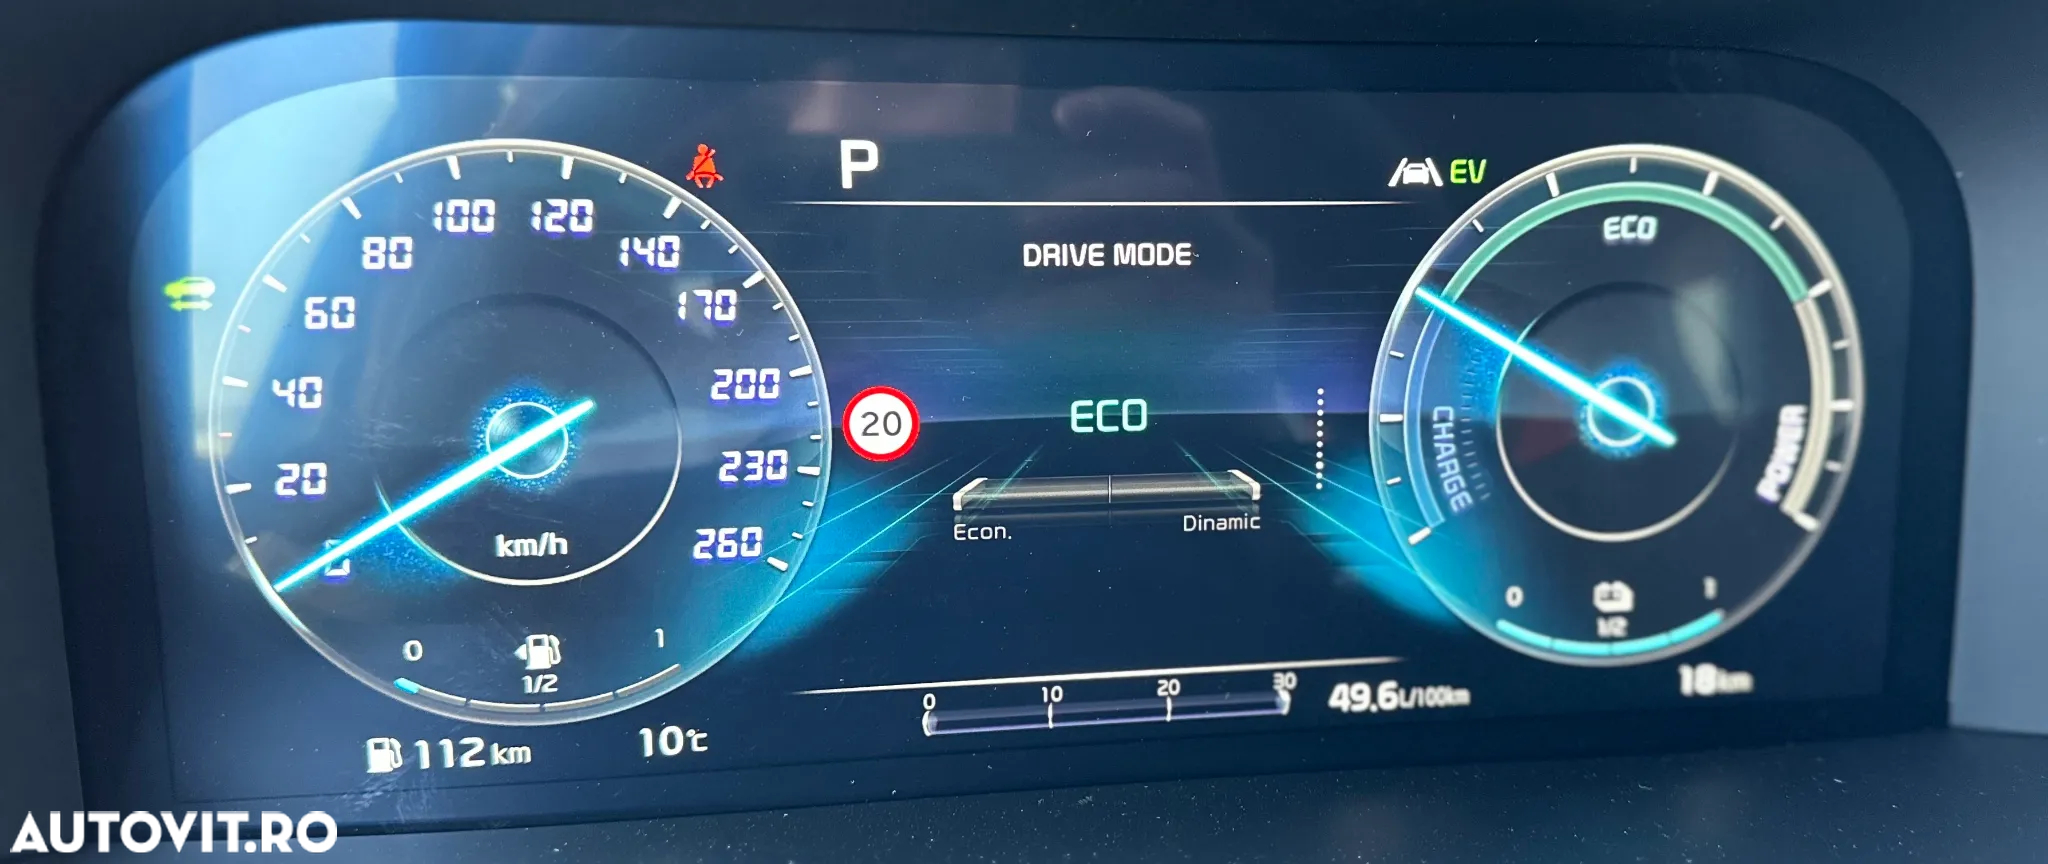 P
EV
DRIVE MODE
ECO
Econ.
Dinamic
0
20
40
60
80
100
120
140
170
200
230
260
km/h
20
ECO
CHARGE
POWER
0
1/2
1
0
1/2
1
112 km
10°C
0
10
20
30
49.6L/100km
18km
AUTOVIT.RO